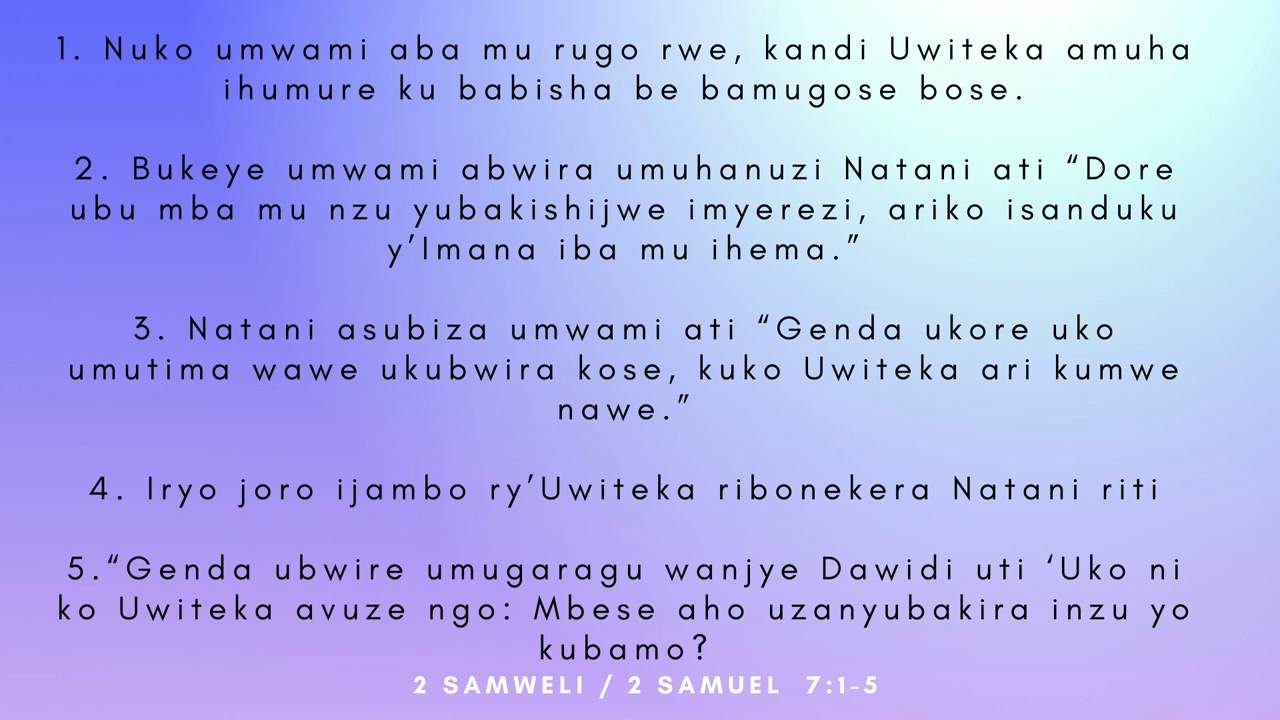 1. Nuko umwami aba mu rugo rwe, kandi Uwiteka amuha
ihumure ku babisha be bamugose bose.
2. Bukeye umwami abwira umuhanuzi Natani ati “Dore
ubu mba mu nzu yubakishijwe imyerezi, ariko isanduku
y’Imana iba mu ihema.”
3. Natani asubiza umwami ati “Genda ukore uko
umutima wawe ukubwira kose, kuko Uwiteka ari kumwe
nawe.”
4. Iryo joro ijambo ry’Uwiteka ribonekera Natani riti
5.“Genda ubwire umugaragu wanjye Dawidi uti ‘Uko ni
ko Uwiteka avuze ngo: Mbese aho uzanyubakira inzu yo
kubamo?
2 SAMWELI / 2 SAMUEL 7:1-5